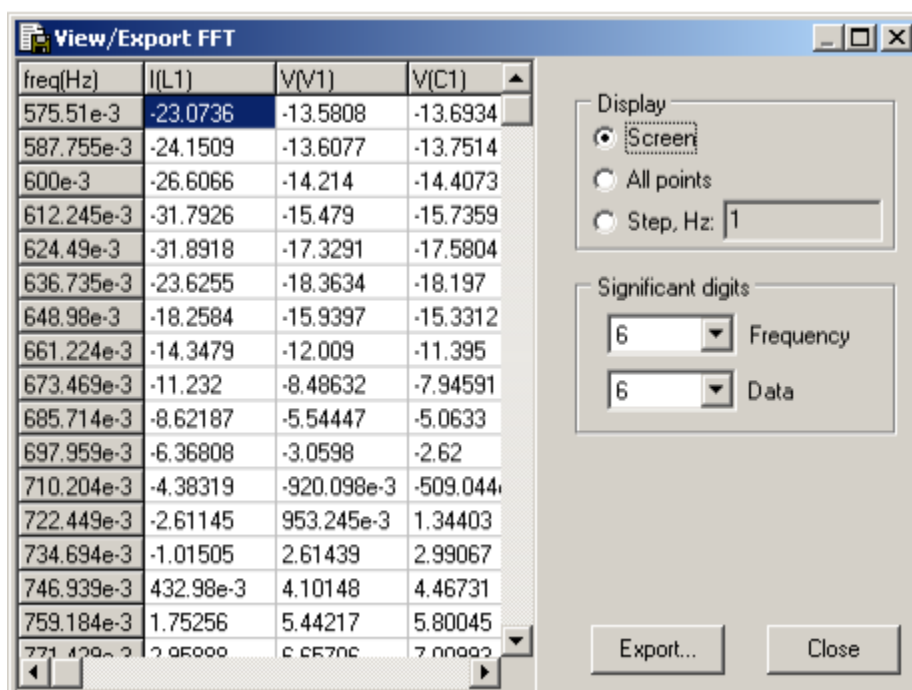 View/Export FFT
freq(Hz) I(L1) V(V1) V(C1)
575.51e-3 -23.0736 -13.5808 -13.6934
587.755e-3 -24.1509 -13.6077 -13.7514
600e-3 -26.6066 -14.214 -14.4073
612.245e-3 -31.7926 -15.479 -15.7359
624.49e-3 -31.8918 -17.3291 -17.5804
636.735e-3 -23.6255 -18.3634 -18.197
648.98e-3 -18.2584 -15.9397 -15.3312
661.224e-3 -14.3479 -12.009 -11.395
673.469e-3 -11.232 -8.48632 -7.94591
685.714e-3 -8.62187 -5.54447 -5.0633
697.959e-3 -6.36808 -3.0598 -2.62
710.204e-3 -4.38319 -920.098e-3 -509.044
722.449e-3 -2.61145 953.245e-3 1.34403
734.694e-3 -1.01505 2.61439 2.99067
746.939e-3 432.98e-3 4.10148 4.46731
759.184e-3 1.75256 5.44217 5.80045
Display
Screen
All points
Step, Hz: 1
Significant digits
6 Frequency
6 Data
Export...
Close